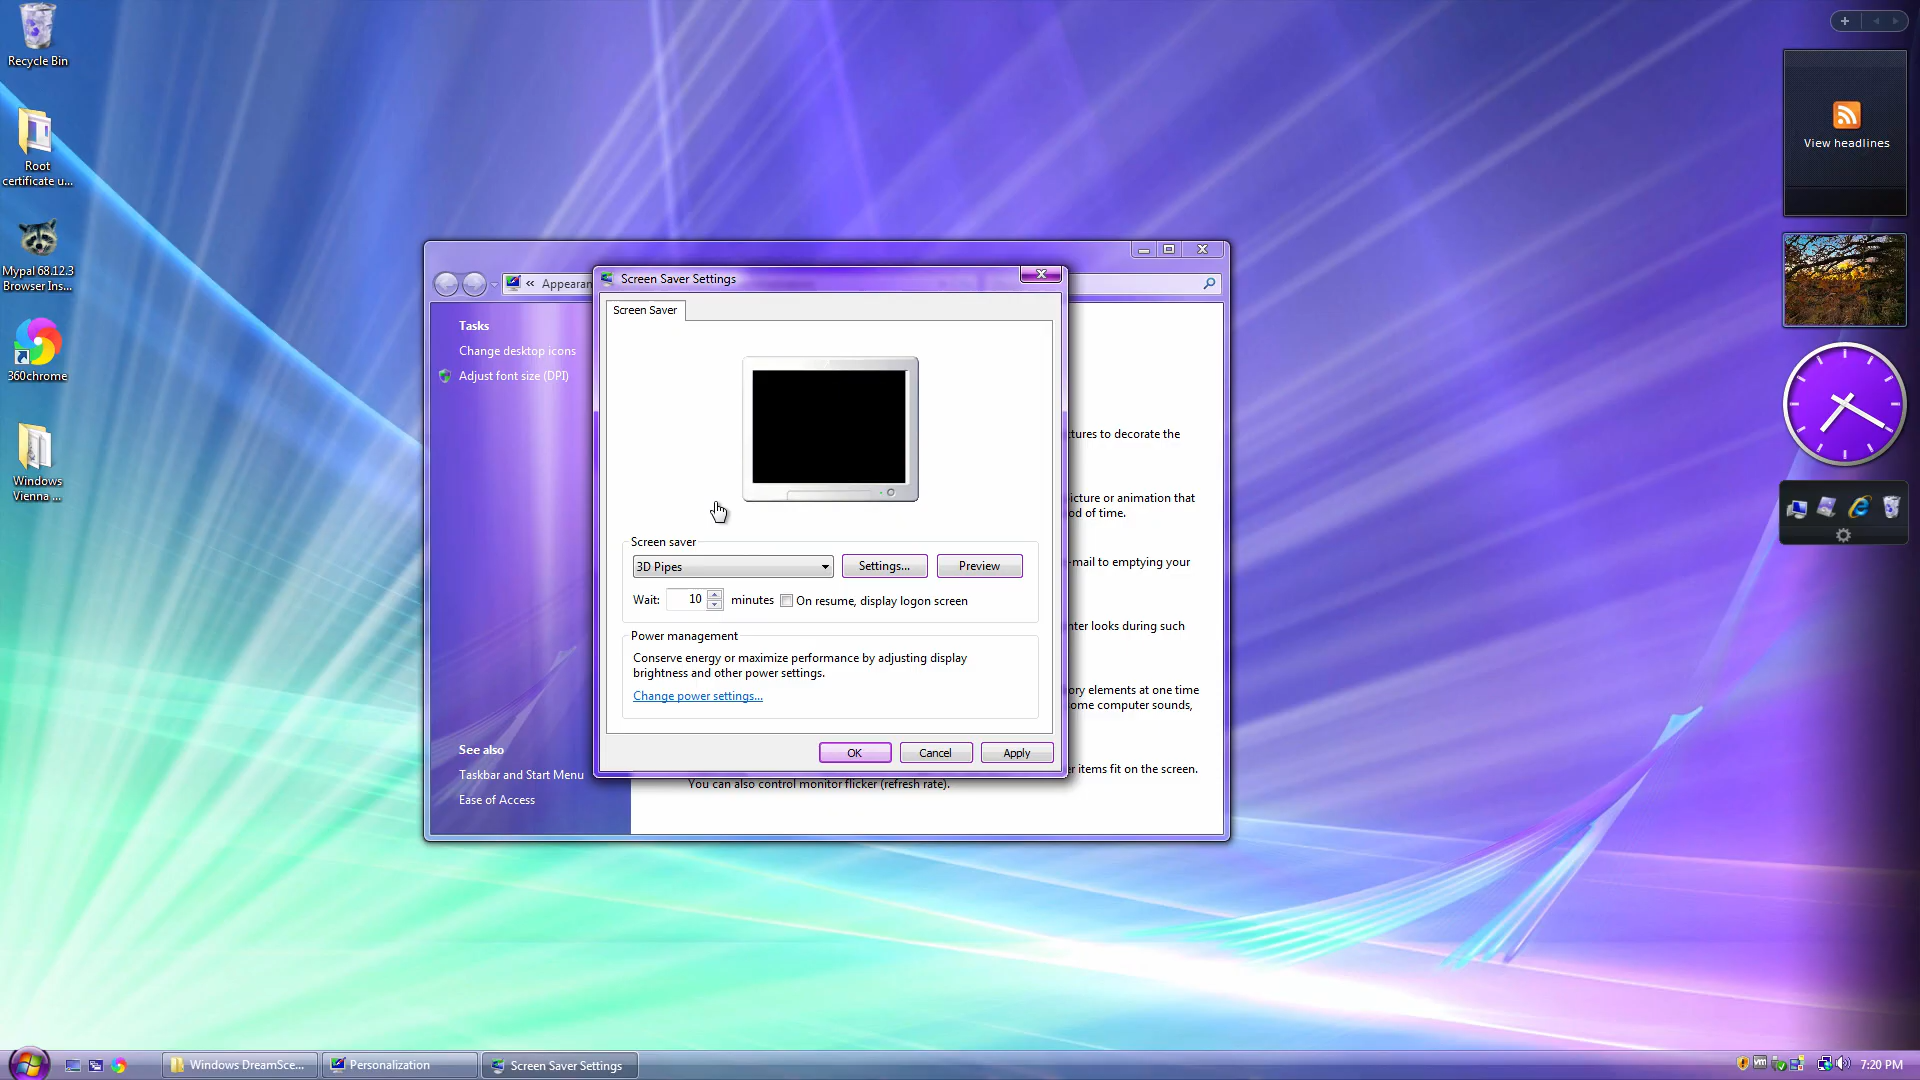 Recycle Bin
Root
certificate u...
Mypal 68.12.3
Browser Ins...
360chrome
Windows
Vienna ...
« Appearan
Tasks
Change desktop icons
Adjust font size (DPI)
See also
Taskbar and Start Menu
Ease of Access
Screen Saver Settings
Screen Saver
Screen saver
3D Pipes
Settings...
Preview
Wait: 10 minutes On resume, display logon screen
Power management
Conserve energy or maximize performance by adjusting display
brightness and other power settings.
Change power settings...
OK
Cancel
Apply
tures to decorate the
icture or animation that
od of time.
-mail to emptying your
ter looks during such
ory elements at one time
ome computer sounds,
r items fit on the screen.
You can also control monitor flicker (refresh rate).
View headlines
Windows DreamSce...
Personalization
Screen Saver Settings
vm
7:20 PM